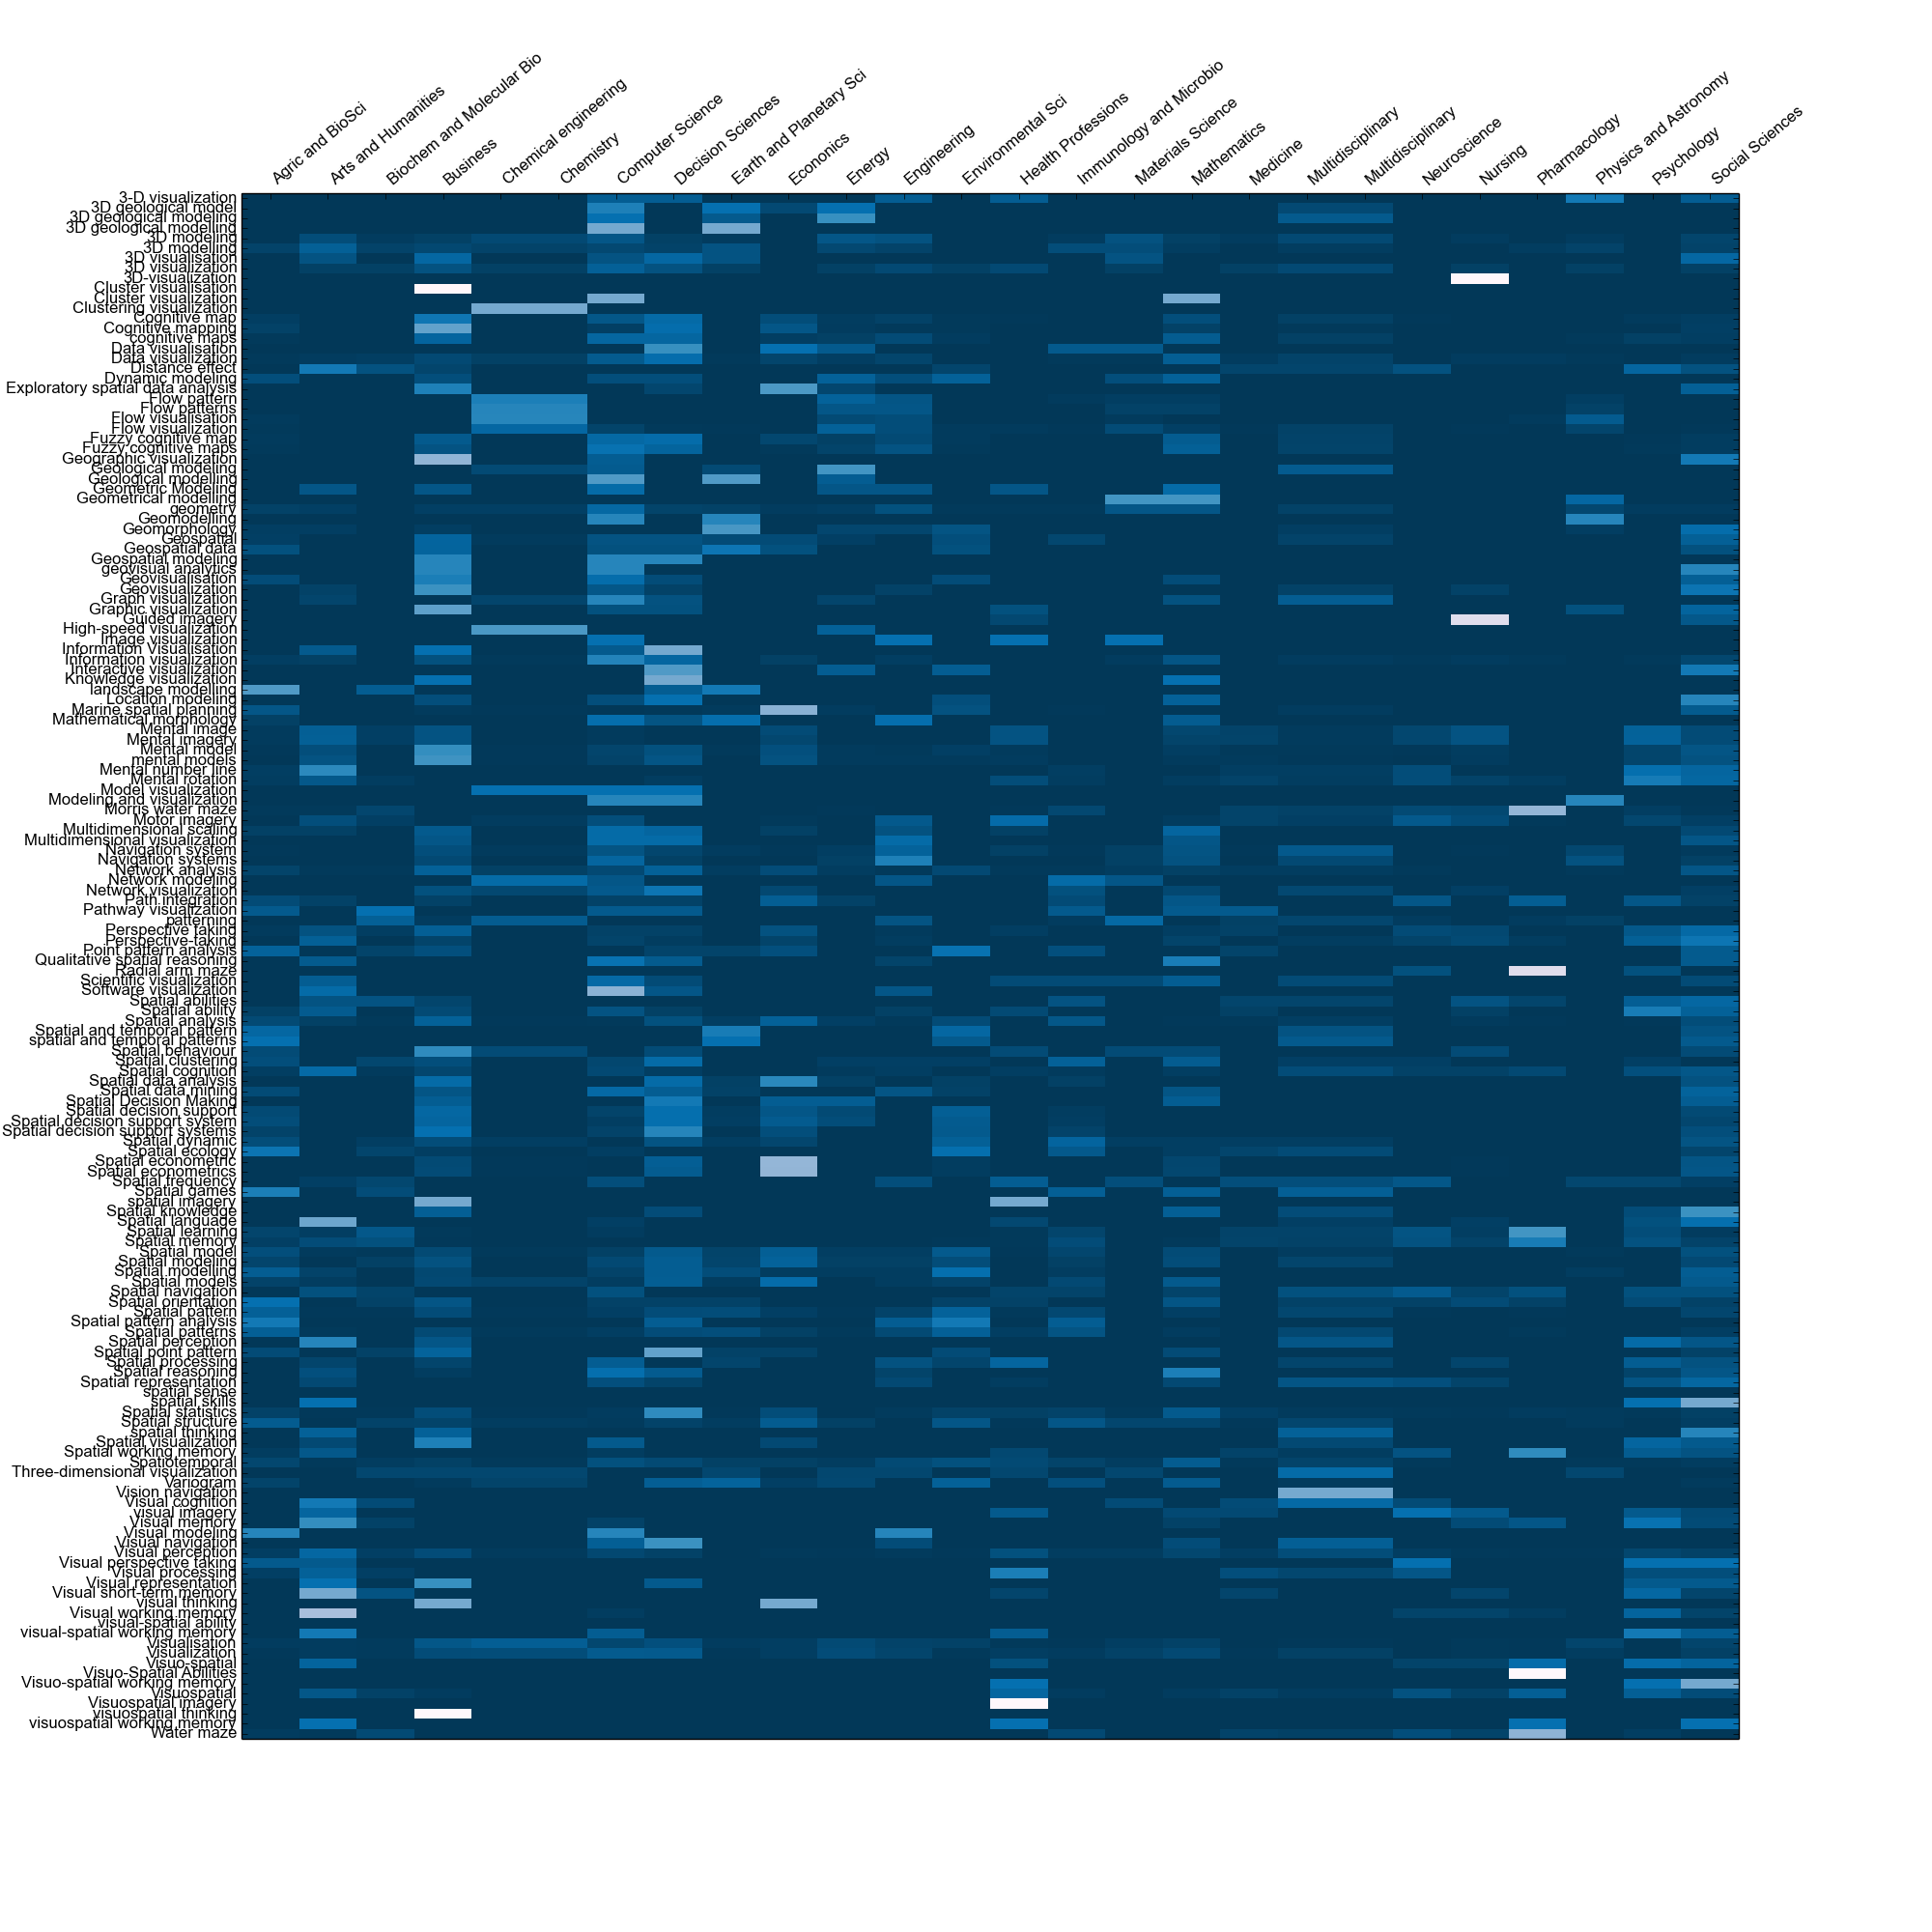 Agric and BioSci
Arts and Humanities
Biochem and Molecular Bio
Business
Chemical engineering
Chemistry
Computer Science
Decision Sciences
Earth and Planetary Sci
Econonics
Energy
Engineering
Environmental Sci
Health Professions
Immunology and Microbio
Materials Science
Mathematics
Medicine
Multidisciplinary
Multidisciplinary
Neuroscience
Nursing
Pharmacology
Physics and Astronomy
Psychology
Social Sciences
3-D visualization
3D geological model
3D geological modeling
3D geological modelling
3D modeling
3D modelling
3D visualisation
3D visualization
3D-visualization
Cluster visualisation
Cluster visualization
Clustering visualization
Cognitive map
Cognitive mapping
cognitive maps
Data visualisation
Data visualization
Distance effect
Dynamic modeling
Exploratory spatial data analysis
Flow pattern
Flow patterns
Flow visualisation
Flow visualization
Fuzzy cognitive map
Fuzzy cognitive maps
Geographic visualization
Geological modeling
Geological modelling
Geometric Modeling
Geometrical modelling
geometry
Geomodelling
Geomorphology
Geospatial
Geospatial data
Geospatial modeling
geovisual analytics
Geovisualisation
Geovisualization
Graph visualization
Graphic visualization
Guided imagery
High-speed visualization
Image visualization
Information Visualisation
Information visualization
Interactive visualization
Knowledge visualization
landscape modelling
Location modeling
Marine spatial planning
Mathematical morphology
Mental image
Mental imagery
Mental model
mental models
Mental number line
Mental rotation
Model visualization
Modeling and visualization
Morris water maze
Motor imagery
Multidimensional scaling
Multidimensional visualization
Navigation system
Navigation systems
Network analysis
Network modeling
Network visualization
Path integration
Pathway visualization
patterning
Perspective taking
Perspective-taking
Point pattern analysis
Qualitative spatial reasoning
Radial arm maze
Scientific visualization
Software visualization
Spatial abilities
Spatial ability
Spatial analysis
Spatial and temporal pattern
spatial and temporal patterns
Spatial behaviour
Spatial clustering
Spatial cognition
Spatial data analysis
Spatial data mining
Spatial Decision Making
Spatial decision support
Spatial decision support system
Spatial decision support systems
Spatial dynamic
Spatial ecology
Spatial econometric
Spatial econometrics
Spatial frequency
Spatial games
spatial imagery
Spatial knowledge
Spatial language
Spatial learning
Spatial memory
Spatial model
Spatial modeling
Spatial modelling
Spatial models
Spatial navigation
Spatial orientation
Spatial pattern
Spatial pattern analysis
Spatial patterns
Spatial perception
Spatial point pattern
Spatial processing
Spatial reasoning
Spatial representation
spatial sense
spatial skills
Spatial statistics
Spatial structure
spatial thinking
Spatial visualization
Spatial working memory
Spatiotemporal
Three-dimensional visualization
Variogram
Vision navigation
Visual cognition
visual imagery
Visual memory
Visual modeling
Visual navigation
Visual perception
Visual perspective taking
Visual processing
Visual representation
Visual short-term memory
visual thinking
Visual working memory
visual-spatial ability
visual-spatial working memory
Visualisation
Visualization
Visuo-spatial
Visuo-Spatial Abilities
Visuo-spatial working memory
Visuospatial
Visuospatial imagery
visuospatial thinking
visuospatial working memory
Water maze